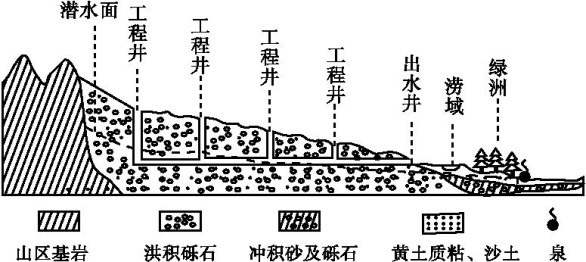 潜水面
工程井
工程井
工程井
工程井
出水井
涝域
绿洲
山区基岩
洪积砾石
冲积砂及砾石
黄土质粘、沙土
泉